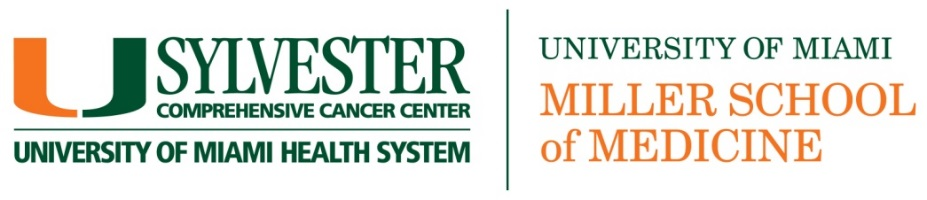 SYLVESTER
COMPREHENSIVE CANCER CENTER
UNIVERSITY OF MIAMI HEALTH SYSTEM
UNIVERSITY OF MIAMI
MILLER SCHOOL
of MEDICINE